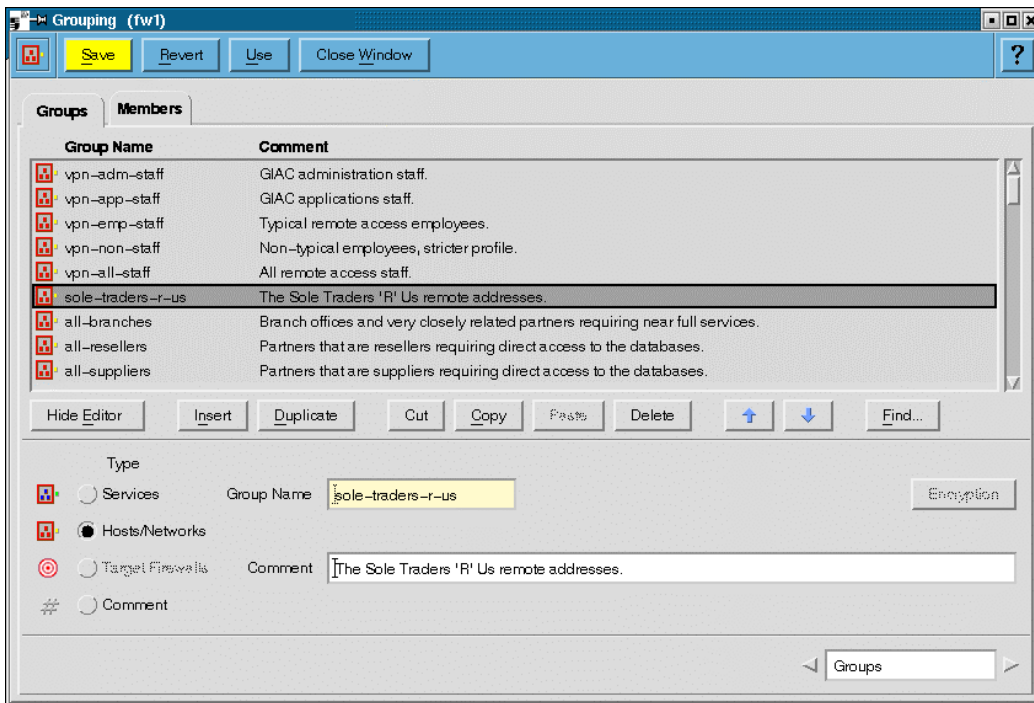 Grouping (fw1)
Save Revert Use Close Window ?
Groups Members
Group Name Comment
vpn-adm-staff GIAC administration staff.
vpn-app-staff GIAC applications staff.
vpn-emp-staff Typical remote access employees.
vpn-non-staff Non-typical employees, stricter profile.
vpn-all-staff All remote access staff.
sole-traders-r-us The Sole Traders 'R' Us remote addresses.
all-branches Branch offices and very closely related partners requiring near full services.
all-resellers Partners that are resellers requiring direct access to the databases.
all-suppliers Partners that are suppliers requiring direct access to the databases.
Hide Editor Insert Duplicate Cut Copy Paste Delete Find...
Type
Services Group Name sole-traders-r-us Encryption
Hosts/Networks
Target Firewalls Comment The Sole Traders 'R' Us remote addresses.
# Comment
Groups